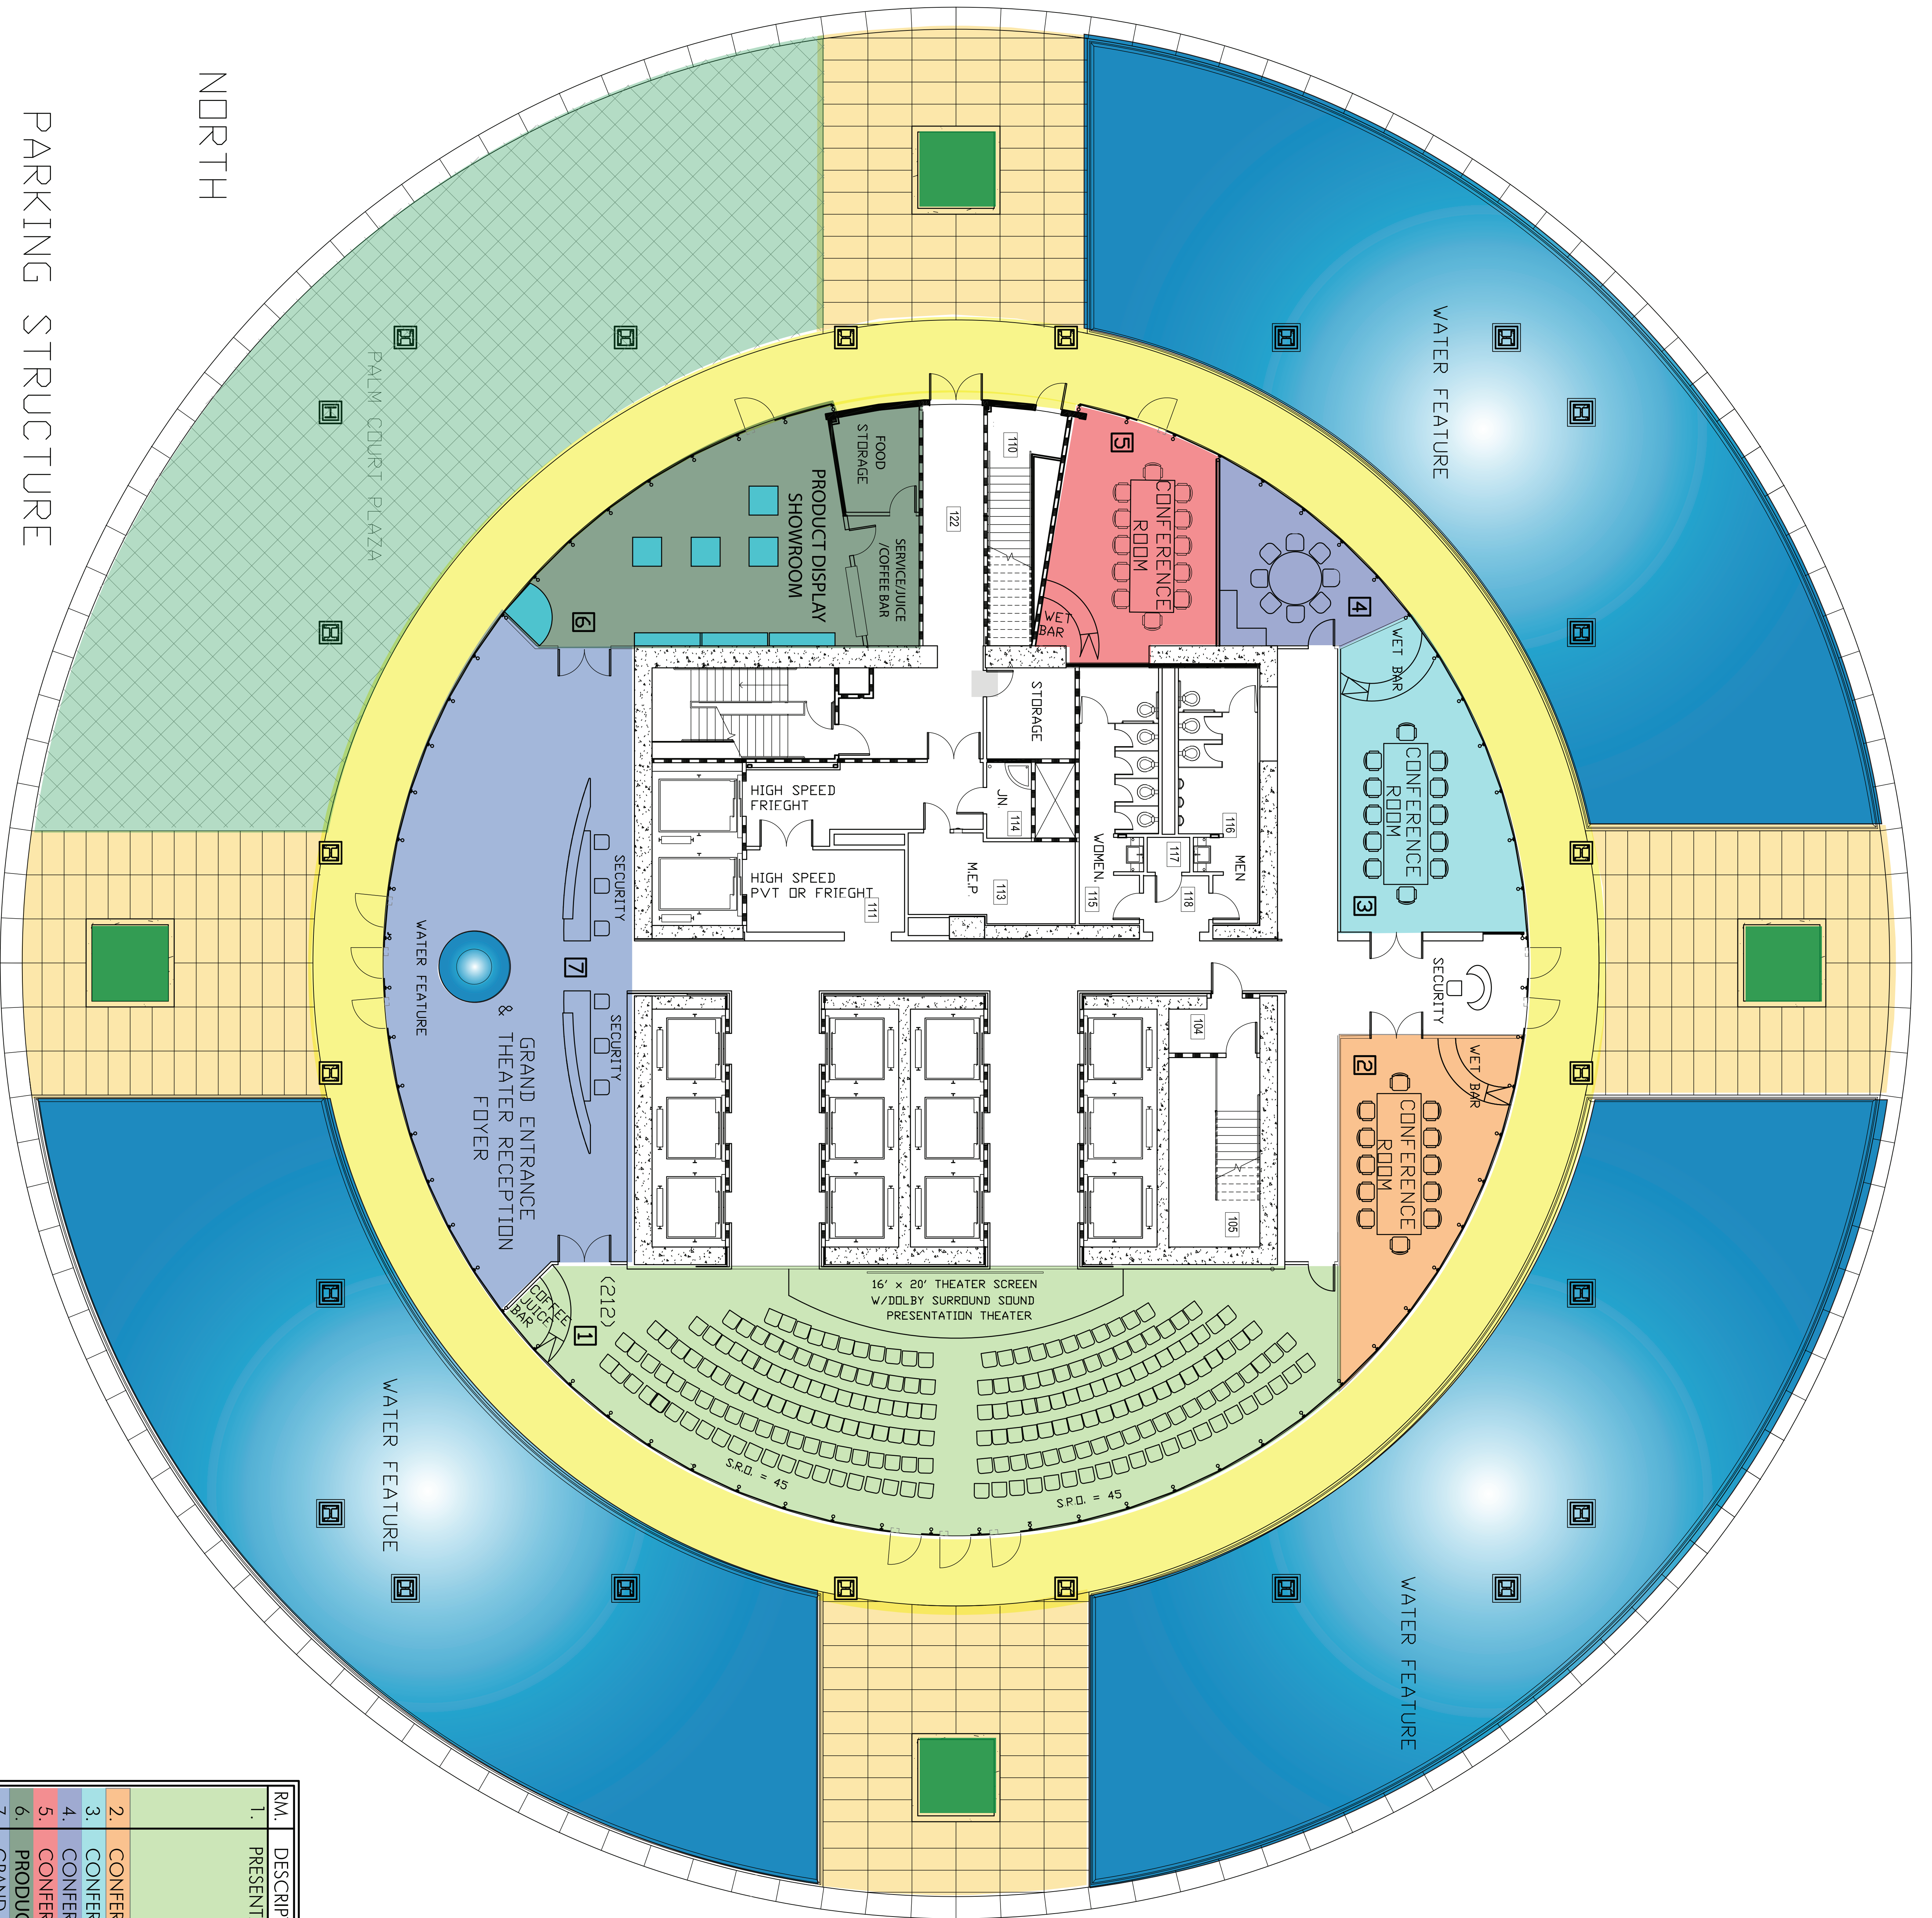 NORTH
PARKING STRUCTURE
PALM COURT PLAZA
WATER FEATURE
WATER FEATURE
WATER FEATURE
WATER FEATURE
FOOD
STORAGE
PRODUCT DISPLAY
SHOWROOM
SERVICE/JUICE
/COFFEE BAR
6
122
110
5
CONFERENCE
ROOM
WET
BAR
4
WET BAR
CONFERENCE
ROOM
3
STORAGE
JN.
114
HIGH SPEED
FRIEGHT
HIGH SPEED
PVT OR FRIEGHT
111
M.E.P.
113
WOMEN.
115
117
118
116
MEN
SECURITY
SECURITY
7
SECURITY
GRAND ENTRANCE
& THEATER RECEPTION
FOYER
104
105
2
WET BAR
CONFERENCE
ROOM
16' x 20' THEATER SCREEN
W/DOLBY SURROUND SOUND
PRESENTATION THEATER
(212)
COFFEE
JUICE
BAR
1
S.R.O. = 45
S.R.O. = 45
RM. DESCRIP
1. PRESENT
2. CONFER
3. CONFER
4. CONFER
5. CONFER
6. PRODUC
7. GRAND